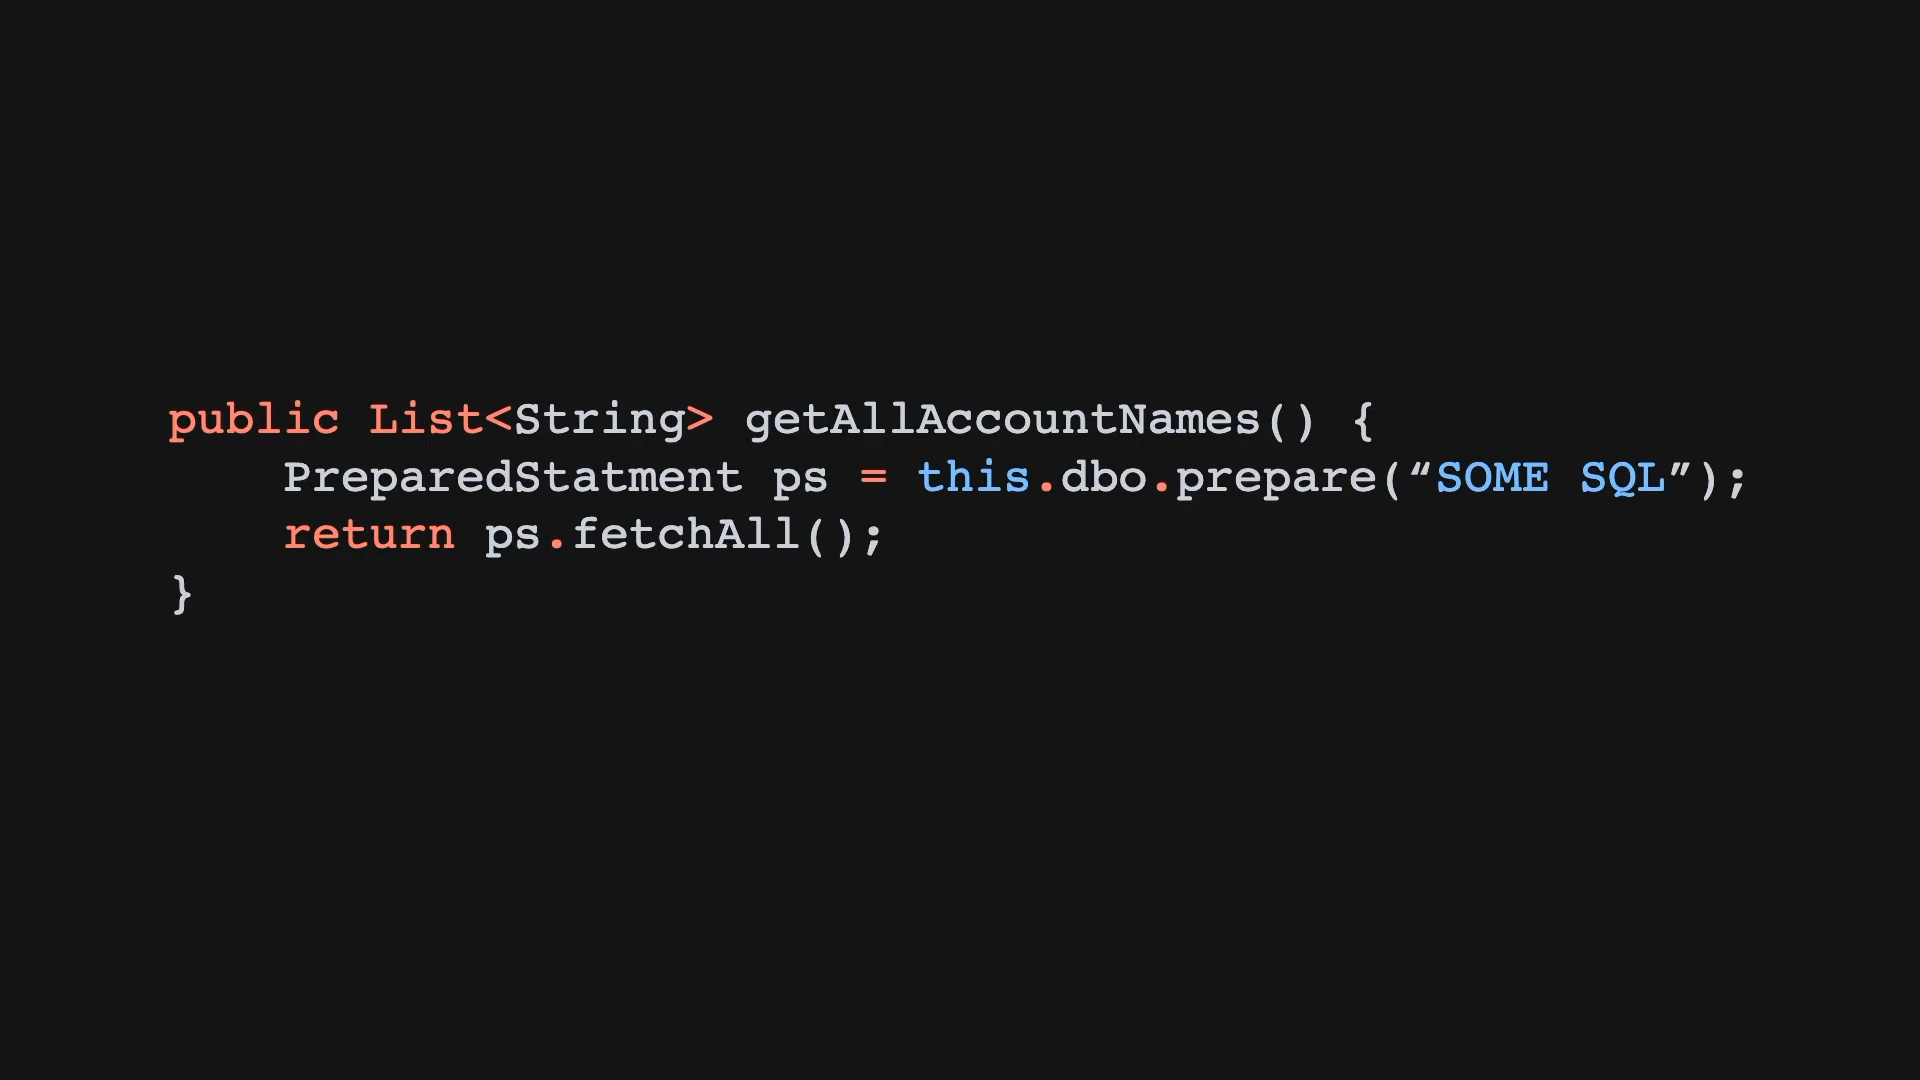 public List<String> getAllAccountNames() {
    PreparedStatment ps = this.dbo.prepare(“SOME SQL”);
    return ps.fetchAll();
}